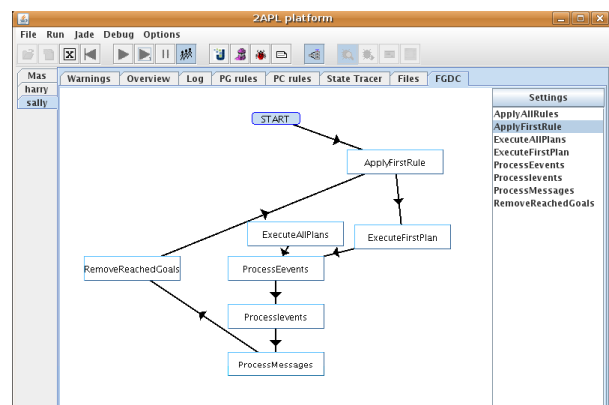 2APL platform
File Run Jade Debug Options
Mas
harry
sally
Warnings Overview Log PG rules PC rules State Tracer Files FGDC
START
ApplyFirstRule
ExecuteAllPlans
ExecuteFirstPlan
RemoveReachedGoals
ProcessEevents
ProcessIevents
ProcessMessages
Settings
ApplyAllRules
ApplyFirstRule
ExecuteAllPlans
ExecuteFirstPlan
ProcessEevents
ProcessIevents
ProcessMessages
RemoveReachedGoals